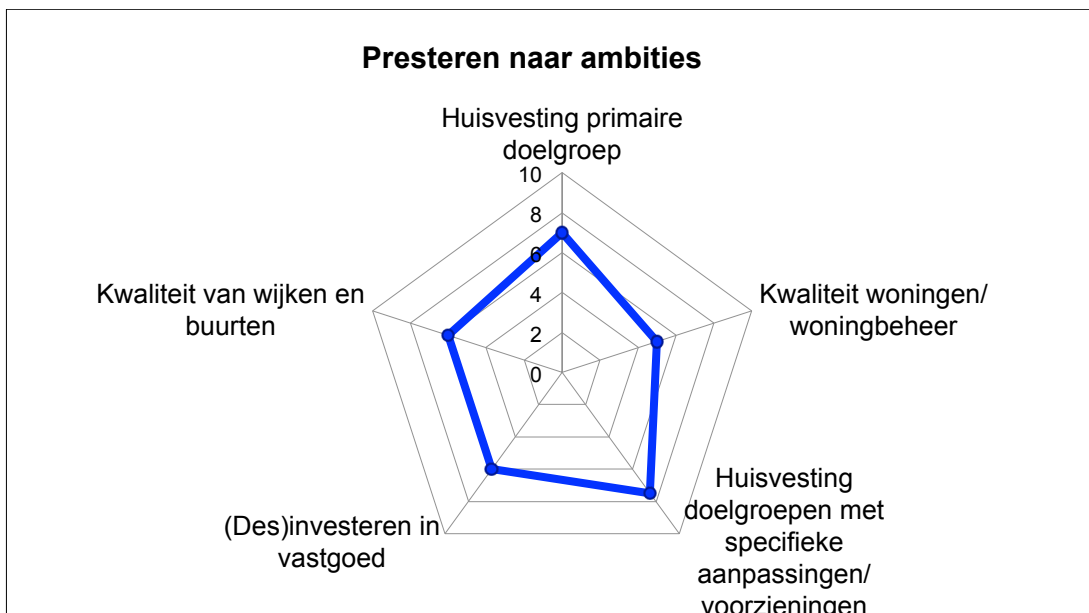 Presteren naar ambities
Huisvesting primaire
doelgroep
10
8
6
4
2
0
Kwaliteit woningen/
woningbeheer
Huisvesting
doelgroepen met
specifieke
aanpassingen/
voorzieningen
(Des)investeren in
vastgoed
Kwaliteit van wijken en
buurten